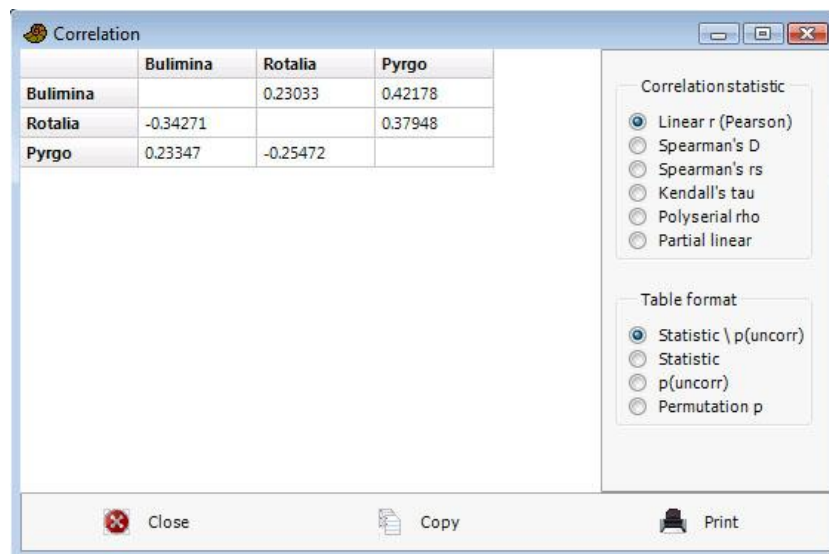 Correlation
Bulimina Rotalia Pyrgo
Bulimina 0.23033 0.42178
Rotalia -0.34271 0.37948
Pyrgo 0.23347 -0.25472
Correlation statistic
Linear r (Pearson)
Spearman's D
Spearman's rs
Kendall's tau
Polyserial rho
Partial linear
Table format
Statistic \ p(uncorr)
Statistic
p(uncorr)
Permutation p
Close Copy Print